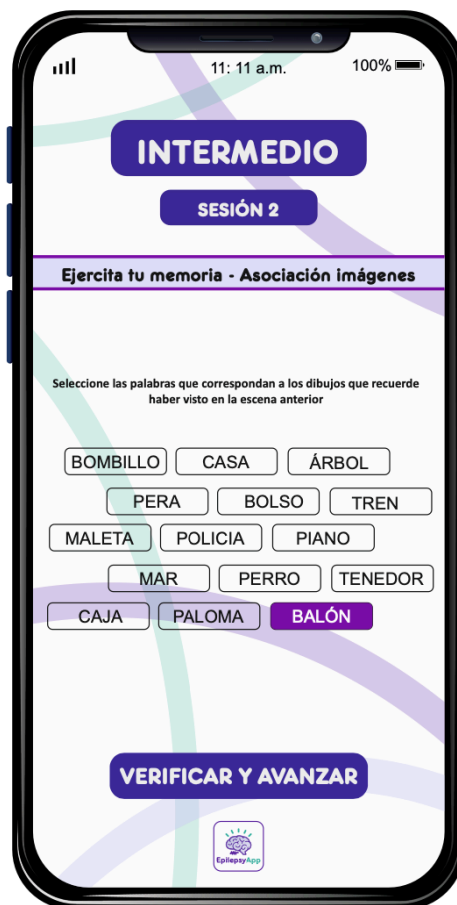 11: 11 a.m.
100%
INTERMEDIO
SESIÓN 2
Ejercita tu memoria - Asociación imágenes
Seleccione las palabras que correspondan a los dibujos que recuerde
haber visto en la escena anterior
BOMBILLO CASA ÁRBOL
PERA BOLSO TREN
MALETA POLICIA PIANO
MAR PERRO TENEDOR
CAJA PALOMA BALÓN
VERIFICAR Y AVANZAR
EpilepsyApp